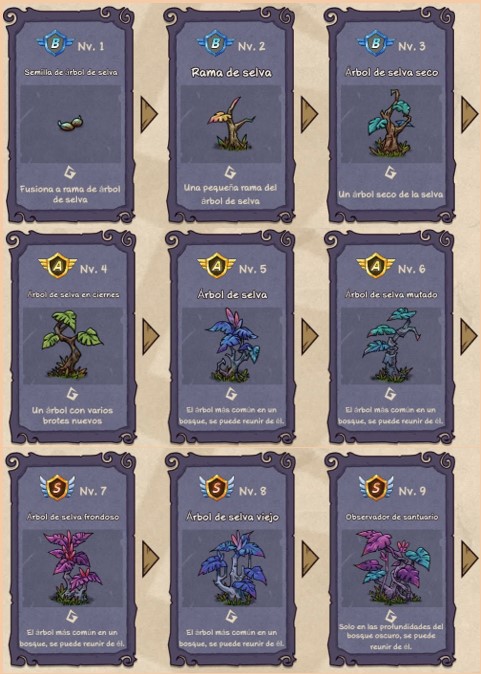 B Nv. 1
Semilla de árbol de selva
Fusiona a rama de árbol
de selva
B Nv. 2
Rama de selva
Una pequeña rama del
árbol de selva
B Nv. 3
Árbol de selva seco
Un árbol seco de la selva
A Nv. 4
Árbol de selva en ciernes
Un árbol con varios
brotes nuevos
A Nv. 5
Árbol de selva
El árbol más común en un
bosque, se puede reunir de él.
A Nv. 6
Árbol de selva mutado
El árbol más común en un
bosque, se puede reunir de él.
S Nv. 7
Árbol de selva frondoso
El árbol más común en un
bosque, se puede reunir de él.
S Nv. 8
Árbol de selva viejo
El árbol más común en un
bosque, se puede reunir de él.
S Nv. 9
Observador de santuario
Solo en las profundidades del
bosque oscuro, se puede
reunir de él.